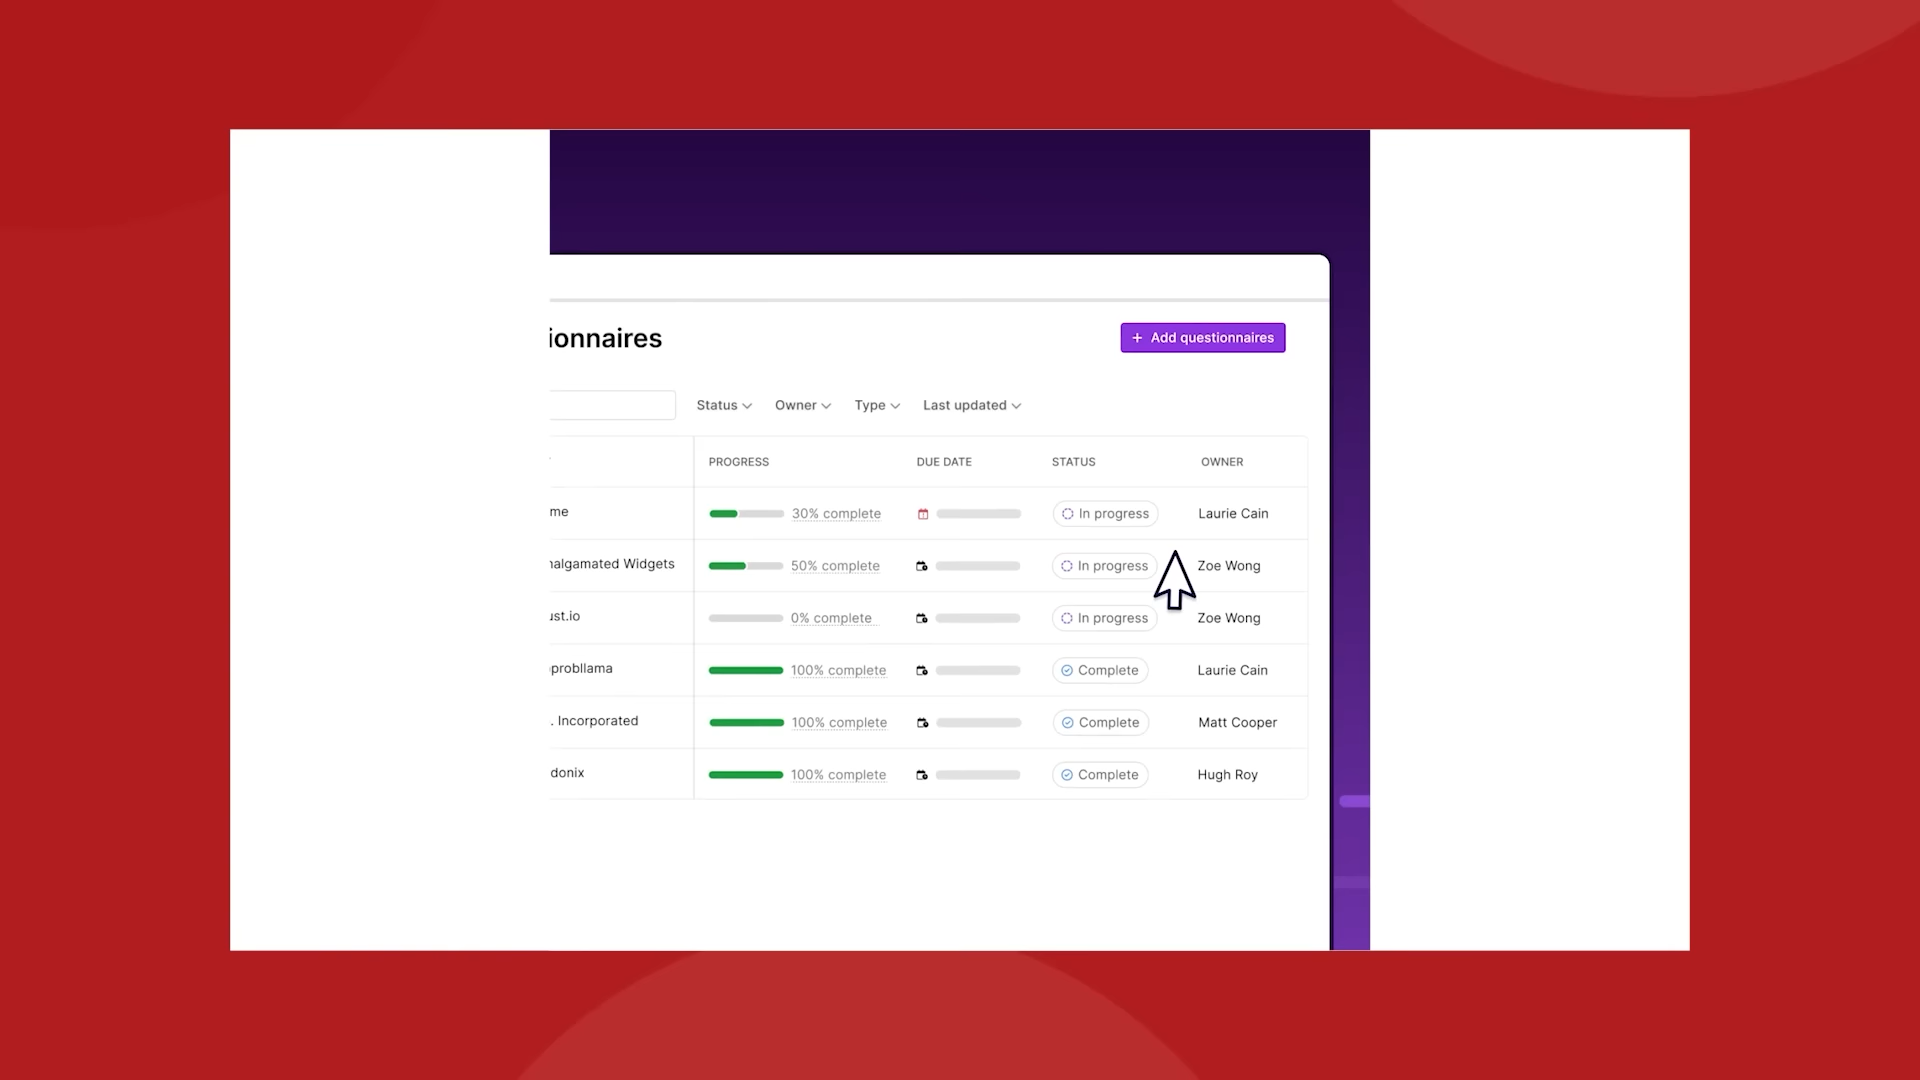 ionnaires
+ Add questionnaires
Status Owner Type Last updated
PROGRESS DUE DATE STATUS OWNER
me 30% complete In progress Laurie Cain
nalgamated Widgets 50% complete In progress Zoe Wong
ust.io 0% complete In progress Zoe Wong
probllama 100% complete Complete Laurie Cain
. Incorporated 100% complete Complete Matt Cooper
donix 100% complete Complete Hugh Roy